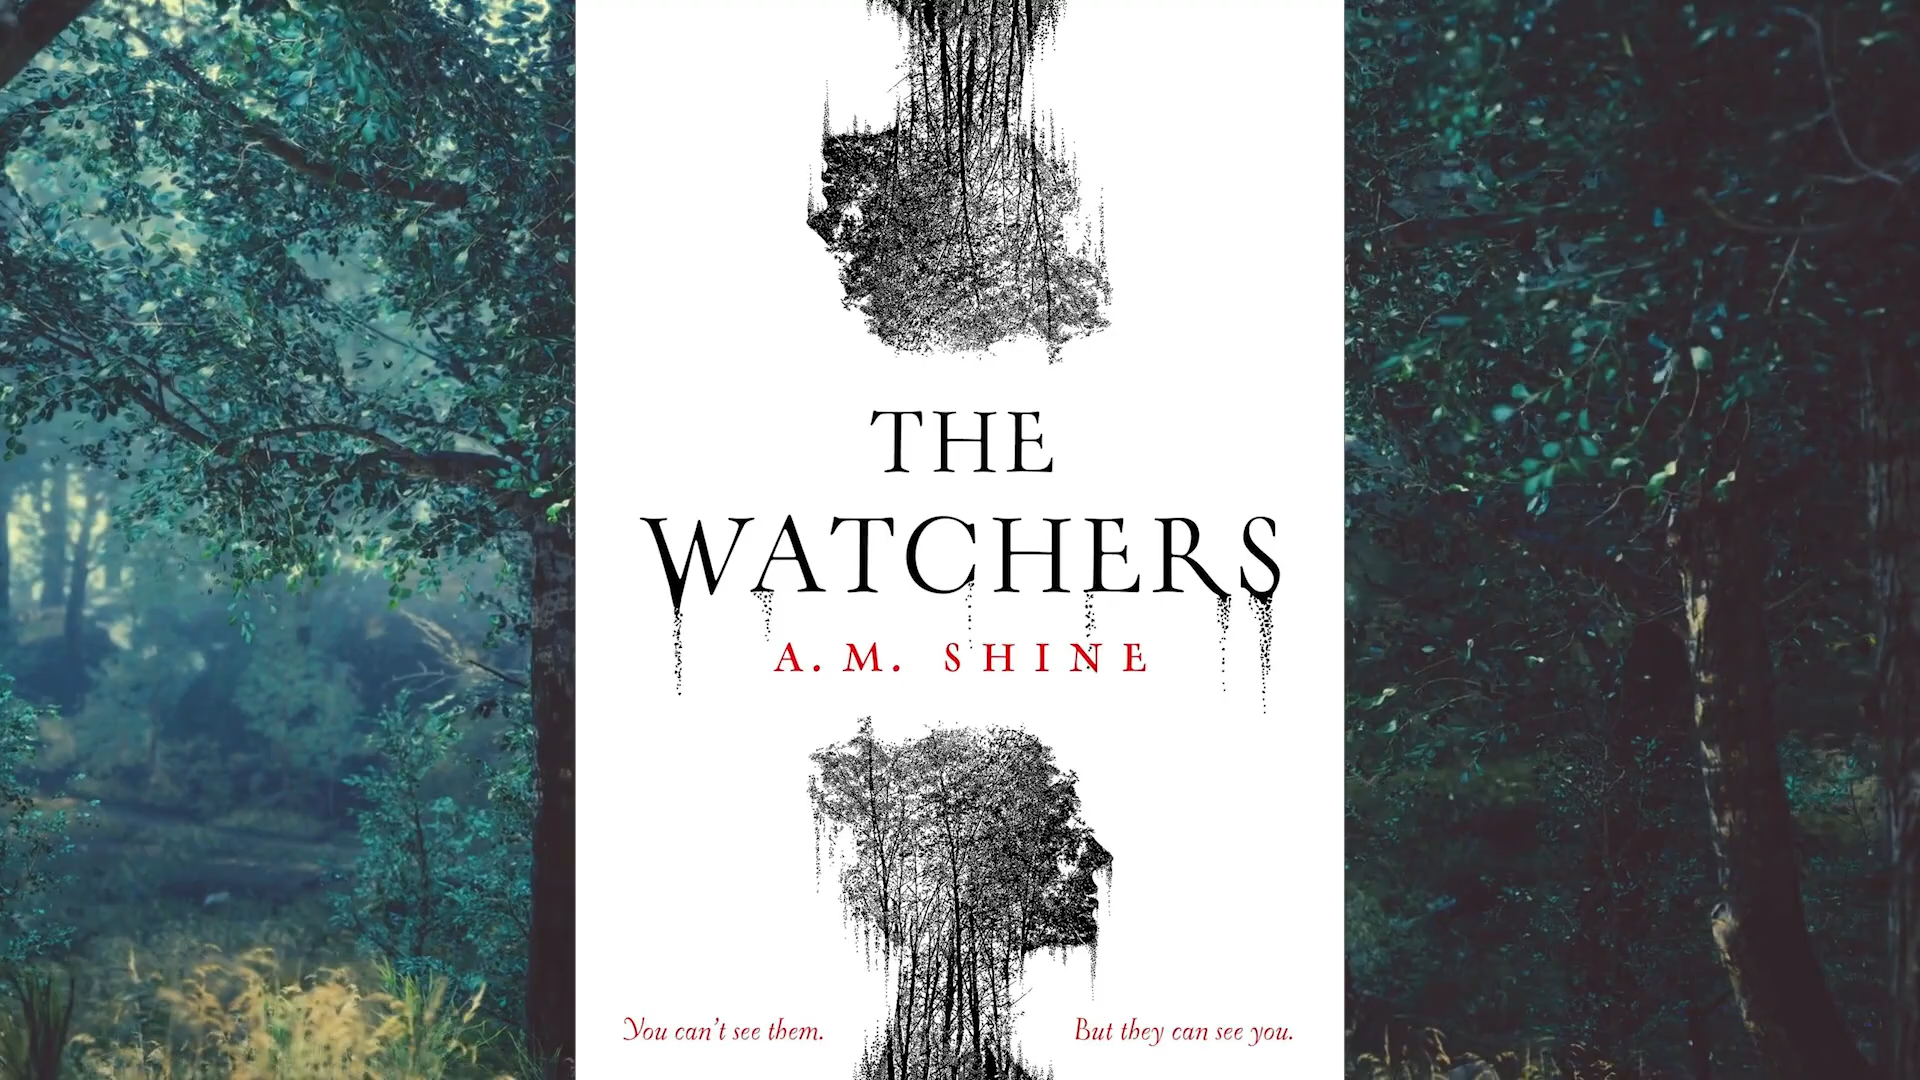 THE
WATCHERS
A. M. SHINE
You can't see them.
But they can see you.